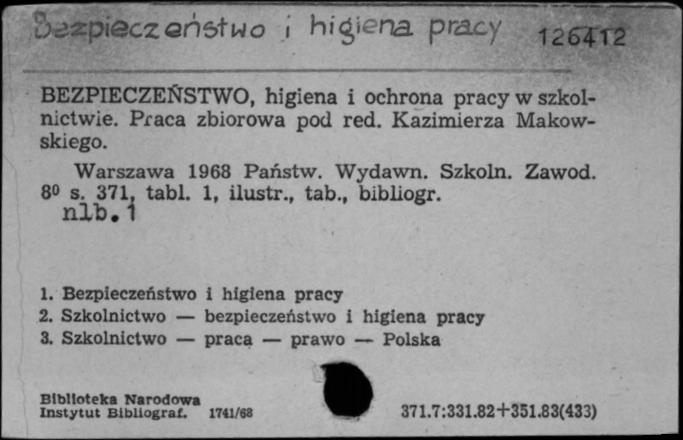 Bezpieczeństwo i higiena pracy 126412
BEZPIECZEŃSTWO, higiena i ochrona pracy w szkol-
nictwie. Praca zbiorowa pod red. Kazimierza Makow-
skiego.
Warszawa 1968 Państw. Wydawn. Szkoln. Zawod.
8⁰ s. 371, tabl. 1, ilustr., tab., bibliogr.
nlb. 1
1. Bezpieczeństwo i higiena pracy
2. Szkolnictwo — bezpieczeństwo i higiena pracy
3. Szkolnictwo — praca — prawo — Polska
Biblioteka Narodowa
Instytut Bibliograf. 1741/68 371.7:331.82+351.83(433)